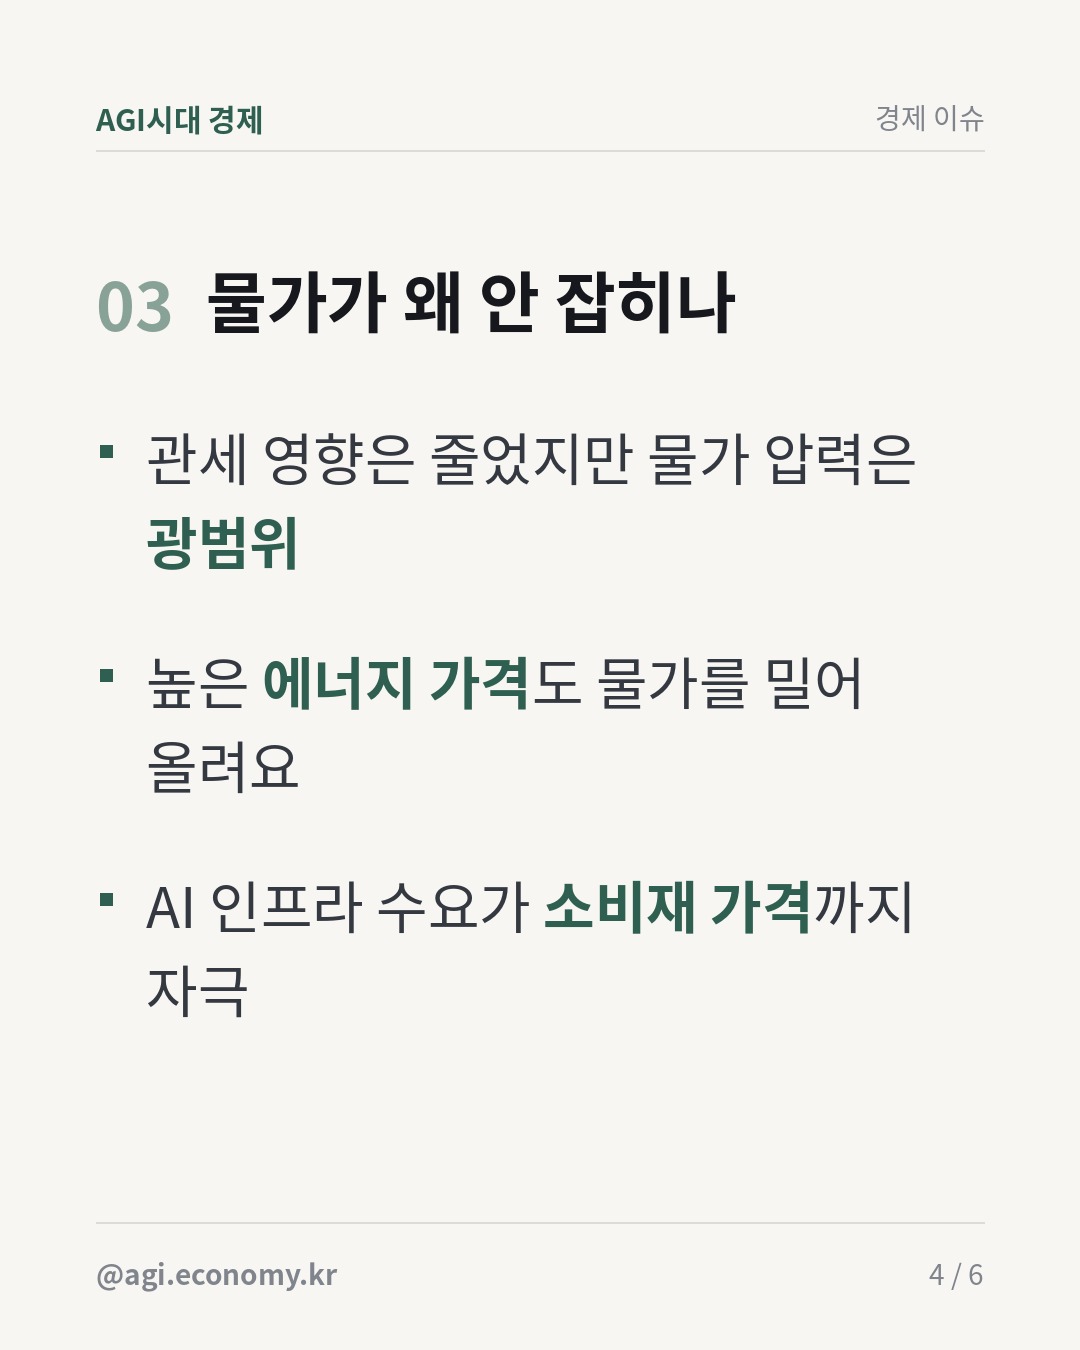 AGI시대 경제
경제 이슈
03 물가가 왜 안 잡히나
관세 영향은 줄었지만 물가 압력은
광범위
높은 에너지 가격도 물가를 밀어
올려요
AI 인프라 수요가 소비재 가격까지
자극
@agi.economy.kr
4 / 6